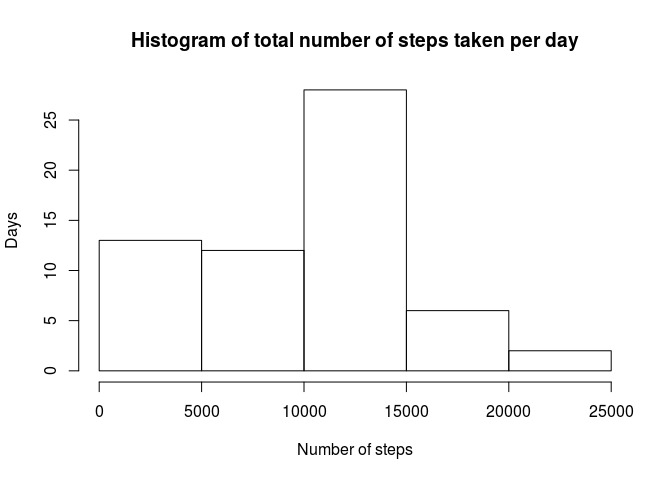 Histogram of total number of steps taken per day
Days
25
20
15
10
5
0
0 5000 10000 15000 20000 25000
Number of steps